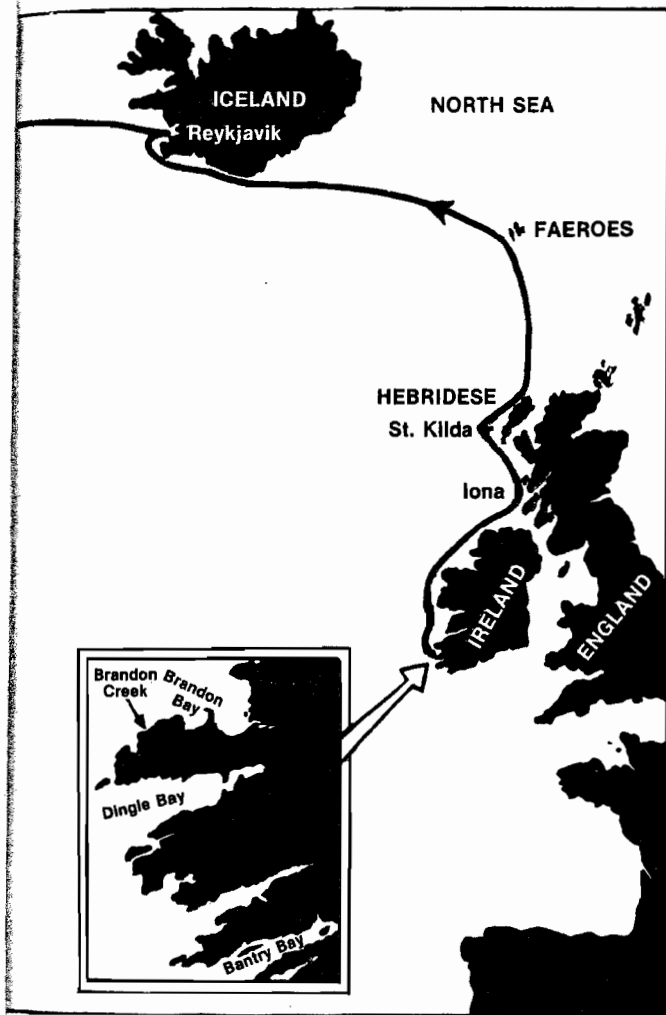 ICELAND
NORTH SEA
Reykjavik
FAEROES
HEBRIDESE
St. Kilda
Iona
IRELAND
ENGLAND
Brandon
Creek
Brandon
Bay
Dingle Bay
Bantry Bay